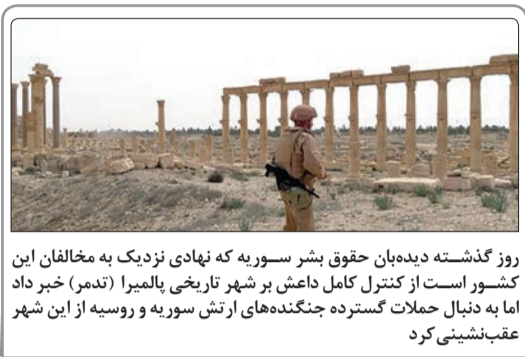 روز گذشته دیده‌بان حقوق بشر سوریه که نهادی نزدیک به مخالفان این
کشور است از کنترل کامل داعش بر شهر تاریخی پالمیرا (تدمر) خبر داد
اما به دنبال حملات گسترده جنگنده‌های ارتش سوریه و روسیه از این شهر
عقب‌نشینی کرد